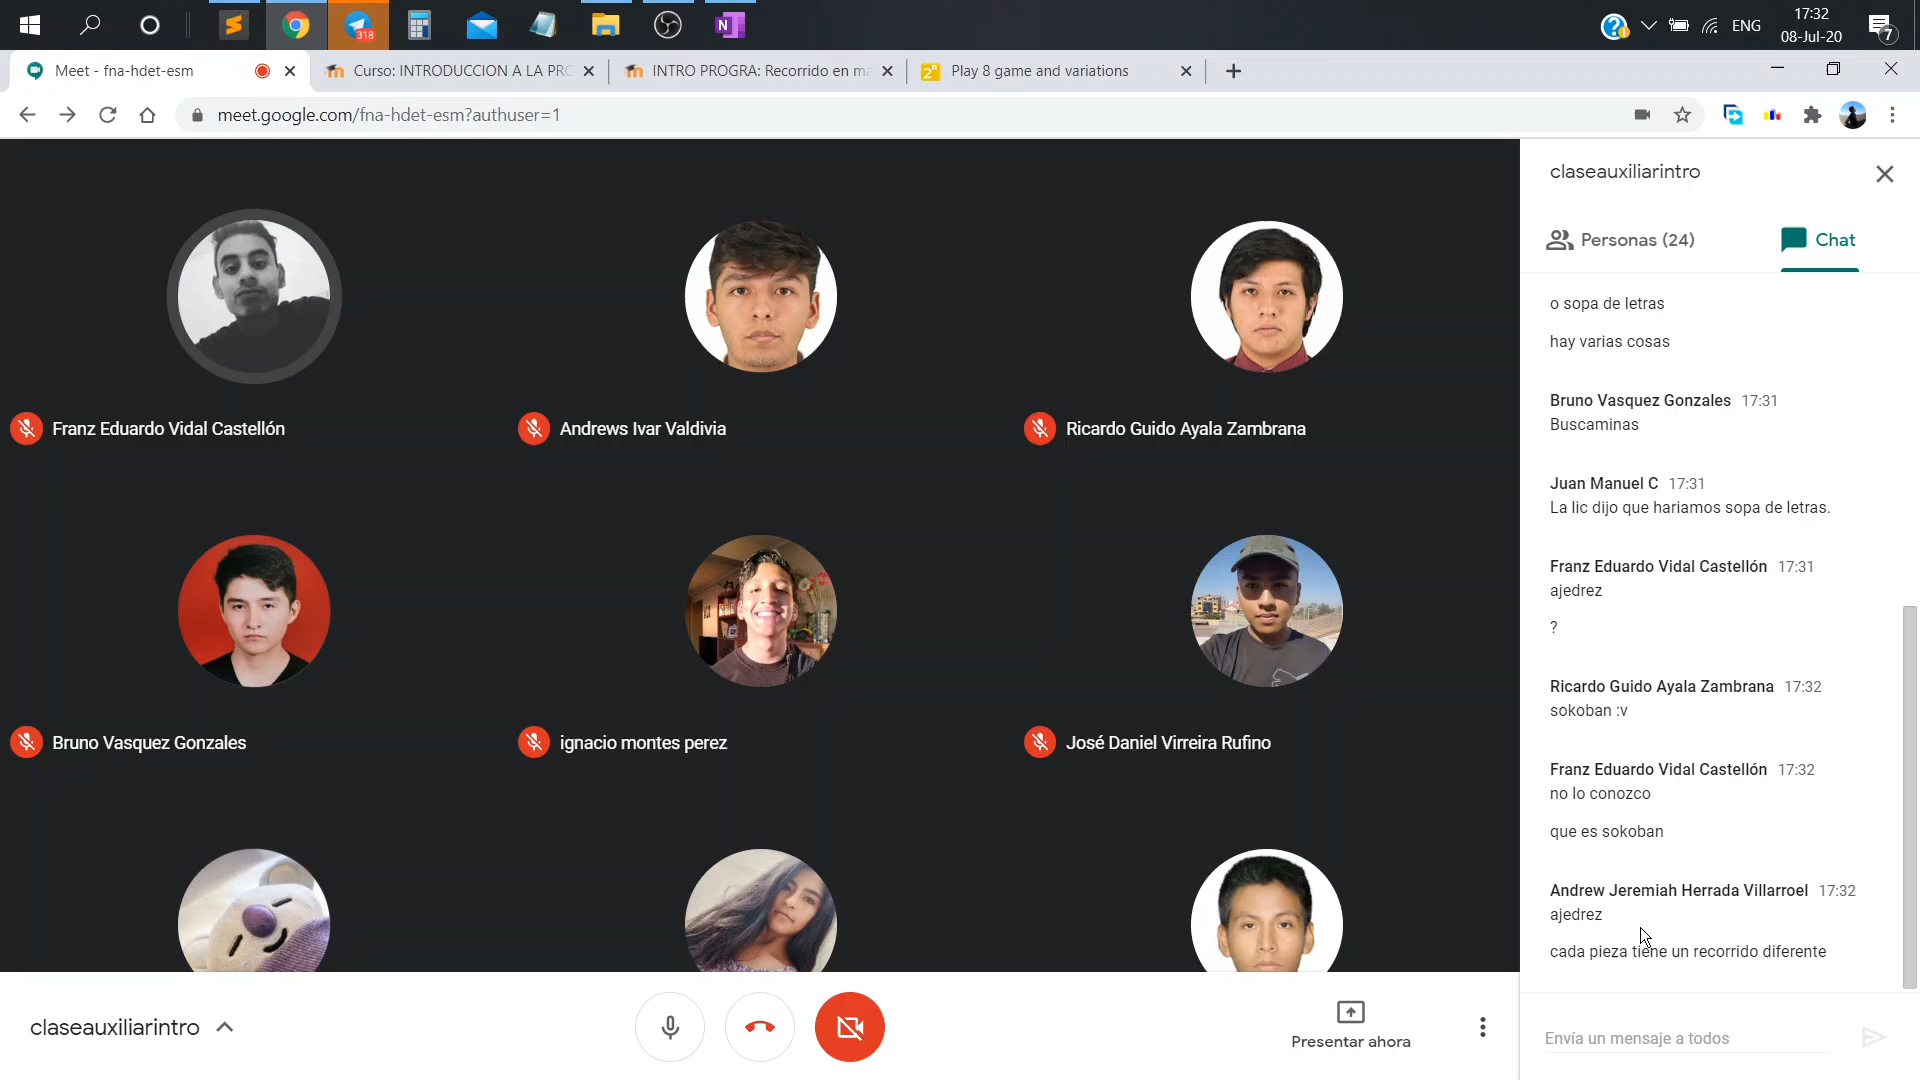 318
ENG
17:32
08-Jul-20
7
Meet - fna-hdet-esm
Curso: INTRODUCCION A LA PRC
INTRO PROGRA: Recorrido en ma
Play 8 game and variations
meet.google.com/fna-hdet-esm?authuser=1
Franz Eduardo Vidal Castellón
Andrews Ivar Valdivia
Ricardo Guido Ayala Zambrana
Bruno Vasquez Gonzales
ignacio montes perez
José Daniel Virreira Rufino
claseauxiliarintro
Presentar ahora
claseauxiliarintro
Personas (24)
Chat
o sopa de letras
hay varias cosas
Bruno Vasquez Gonzales 17:31
Buscaminas
Juan Manuel C 17:31
La lic dijo que hariamos sopa de letras.
Franz Eduardo Vidal Castellón 17:31
ajedrez
?
Ricardo Guido Ayala Zambrana 17:32
sokoban :v
Franz Eduardo Vidal Castellón 17:32
no lo conozco
que es sokoban
Andrew Jeremiah Herrada Villarroel 17:32
ajedrez
cada pieza tiene un recorrido diferente
Envía un mensaje a todos